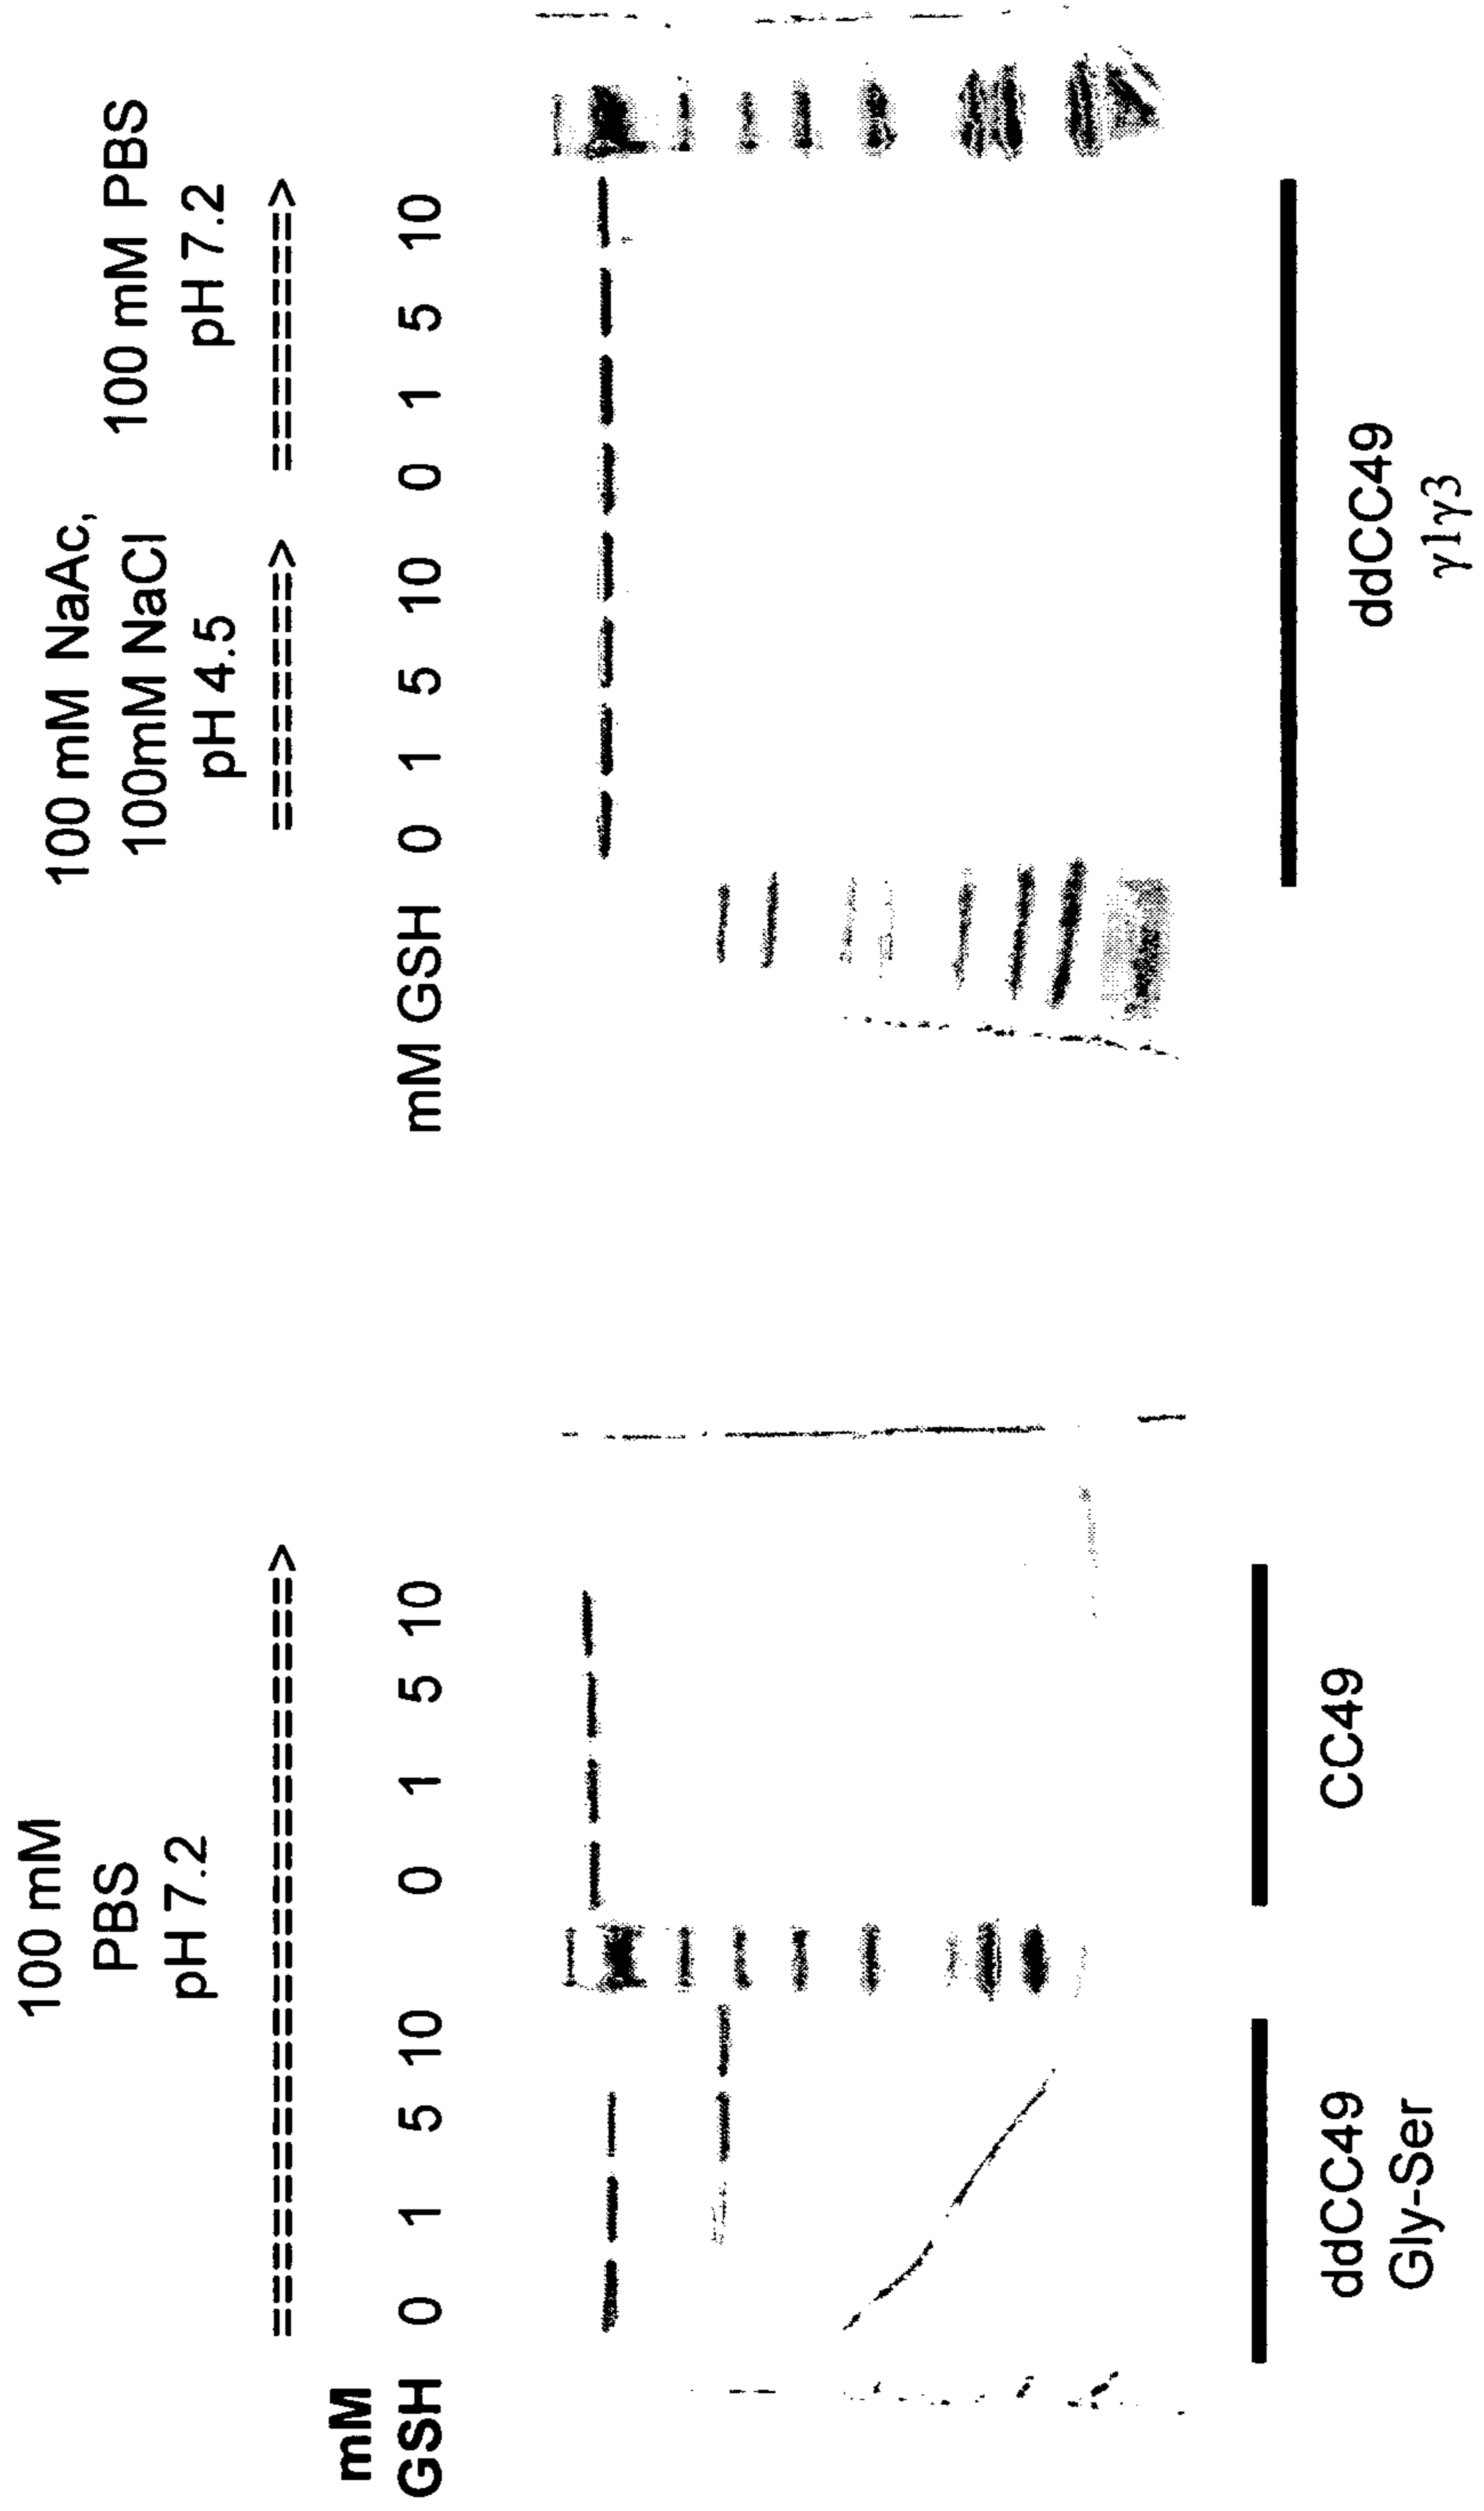 100 mM
PBS
pH 7.2
=======================>
mM
GSH 0 1 5 10 0 1 5 10
ddCC49
Gly-Ser
CC49
100 mM NaAc,
100mM NaCl
pH 4.5
========>
100 mM PBS
pH 7.2
========>
mM GSH 0 1 5 10 0 1 5 10
ddCC49
γ1γ3